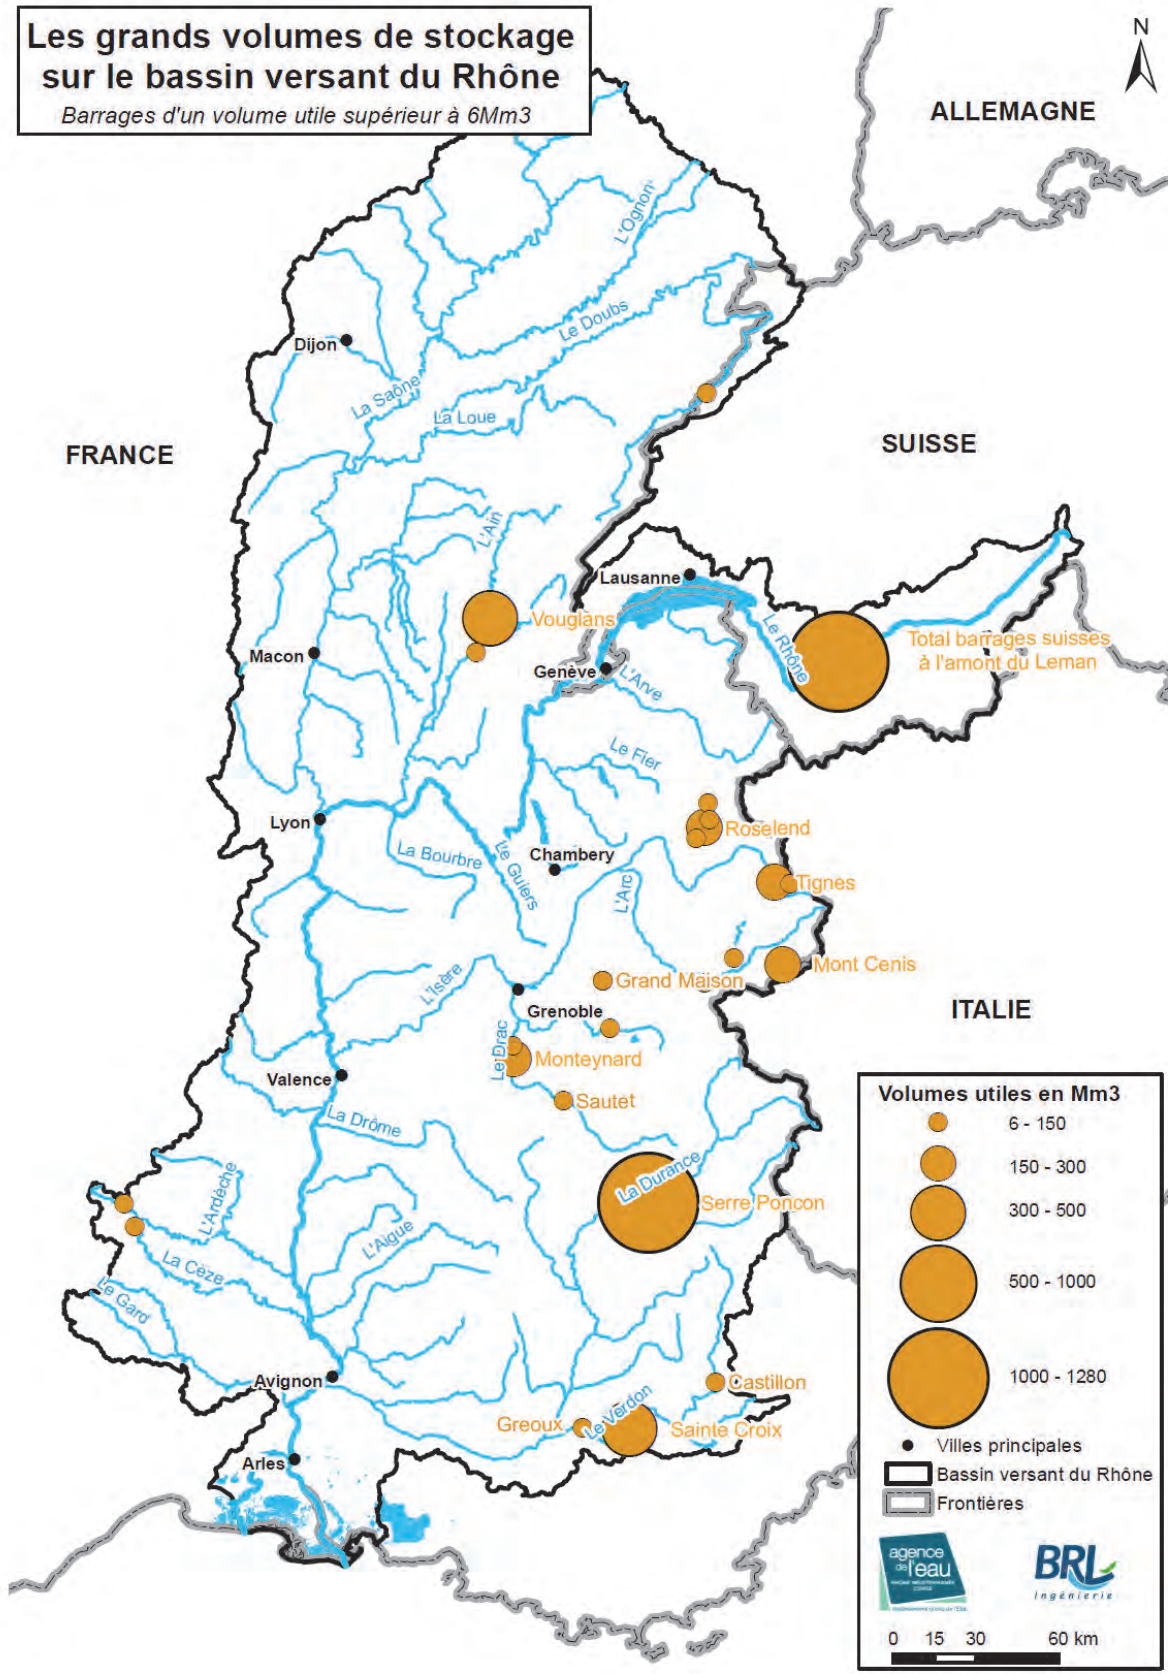 Les grands volumes de stockage
sur le bassin versant du Rhône
Barrages d'un volume utile supérieur à 6Mm3
N
ALLEMAGNE
L'Ognon
Le Doubs
Dijon
La Saône
La Loue
FRANCE
SUISSE
L'Ain
Lausanne
Vouglans
Le Rhône
Total barrages suisses
à l'amont du Leman
Macon
Genève
L'Arve
Le Fier
Lyon
Roselend
La Bourbre
Le Guiers
Chambery
L'Arc
Tignes
L'Isère
Grand Maison
Mont Cenis
Grenoble
ITALIE
Le Drac
Monteynard
Valence
Sautet
La Drôme
L'Ardèche
La Durance
Serre Poncon
L'Aigue
La Cèze
Le Gard
Avignon
Castillon
Greoux
Le Verdon
Sainte Croix
Arles
Volumes utiles en Mm3
6 - 150
150 - 300
300 - 500
500 - 1000
1000 - 1280
Villes principales
Bassin versant du Rhône
Frontières
agence
de l'eau
RHÔNE MÉDITERRANÉE
CORSE
BRL
Ingénierie
0 15 30 60 km